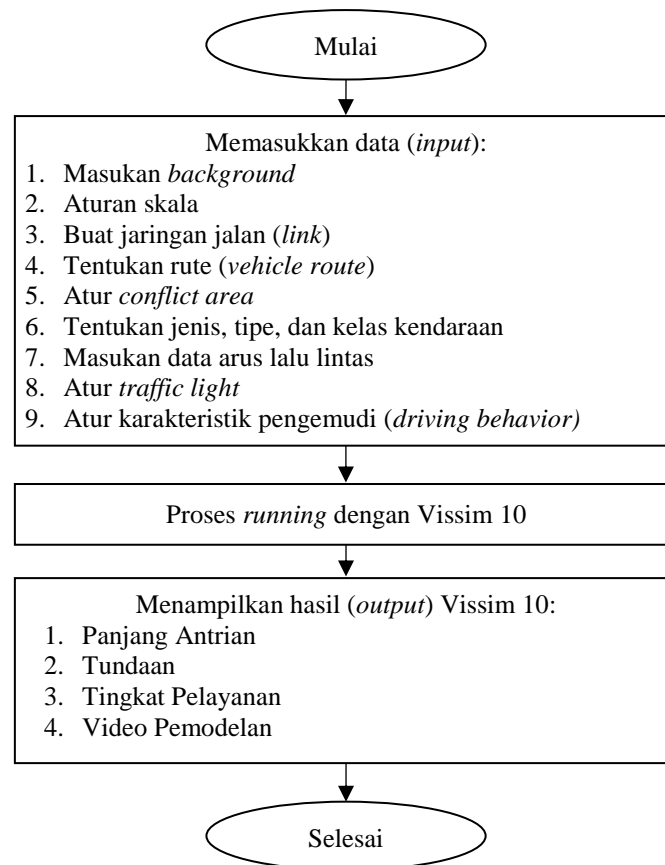 Mulai
Memasukkan data (input):
1. Masukan background
2. Aturan skala
3. Buat jaringan jalan (link)
4. Tentukan rute (vehicle route)
5. Atur conflict area
6. Tentukan jenis, tipe, dan kelas kendaraan
7. Masukan data arus lalu lintas
8. Atur traffic light
9. Atur karakteristik pengemudi (driving behavior)
Proses running dengan Vissim 10
Menampilkan hasil (output) Vissim 10:
1. Panjang Antrian
2. Tundaan
3. Tingkat Pelayanan
4. Video Pemodelan
Selesai